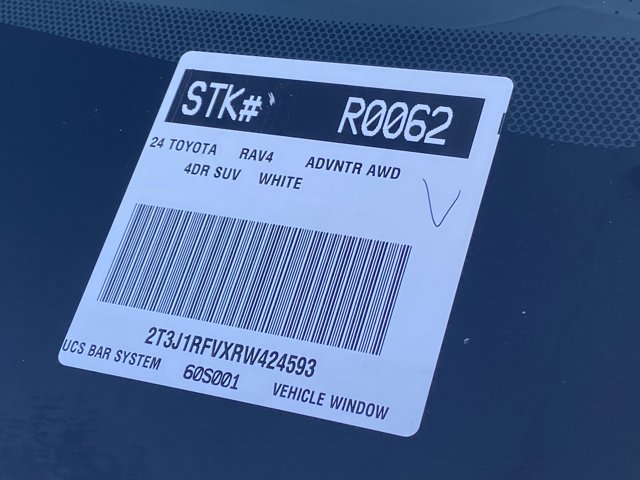 STK# R0062
24 TOYOTA RAV4 ADVNTR AWD
4DR SUV WHITE
2T3J1RFVXRW424593
UCS BAR SYSTEM 60S001 VEHICLE WINDOW